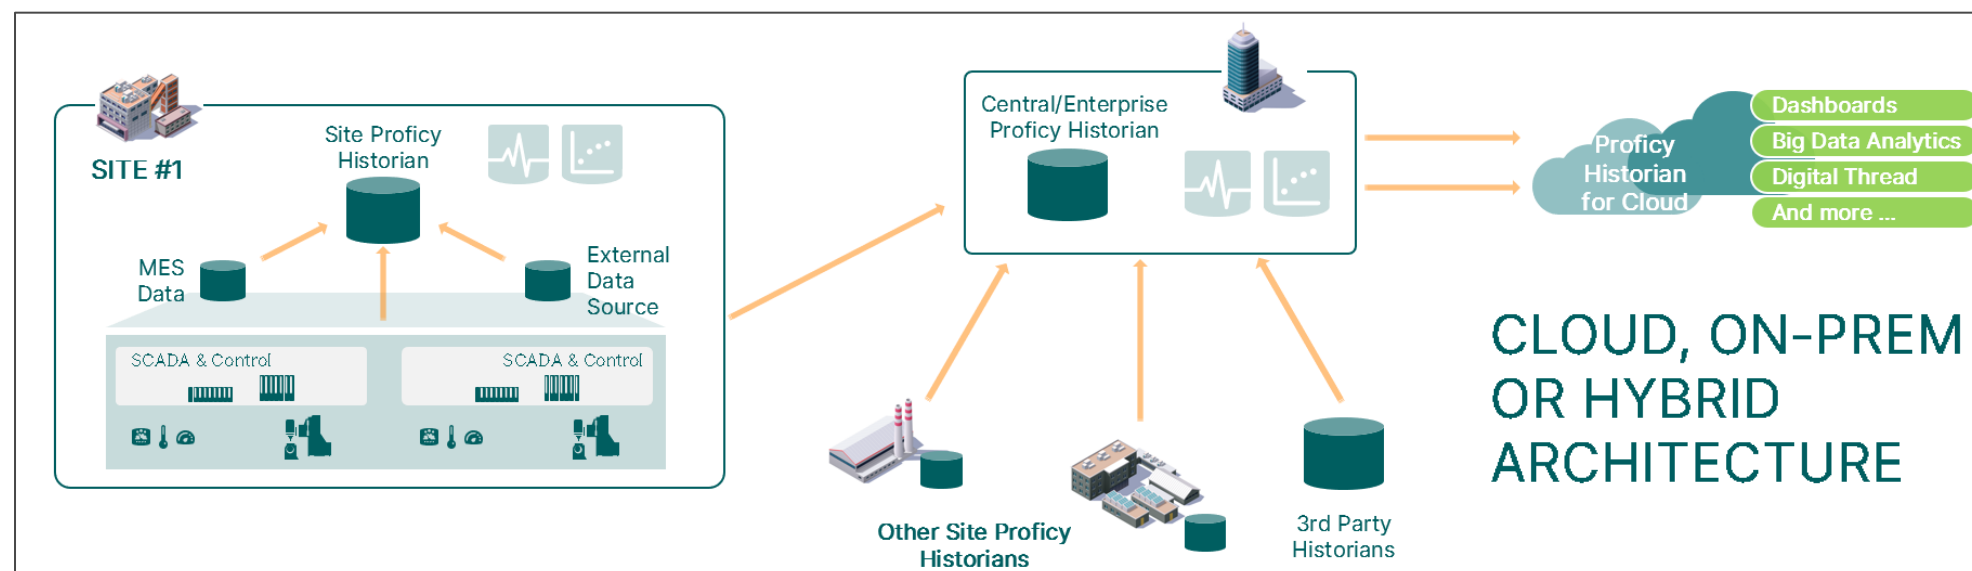 SITE #1
Site Proficy
Historian
MES
Data
External
Data
Source
SCADA & Control
SCADA & Control
Central/Enterprise
Proficy Historian
Other Site Proficy
Historians
3rd Party
Historians
Proficy
Historian
for Cloud
Dashboards
Big Data Analytics
Digital Thread
And more ...
CLOUD, ON-PREM
OR HYBRID
ARCHITECTURE